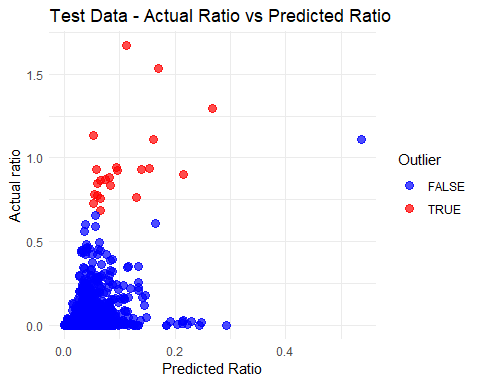 Test Data - Actual Ratio vs Predicted Ratio
1.5
1.0
0.5
0.0
Actual ratio
0.0
0.2
0.4
Predicted Ratio
Outlier
FALSE
TRUE